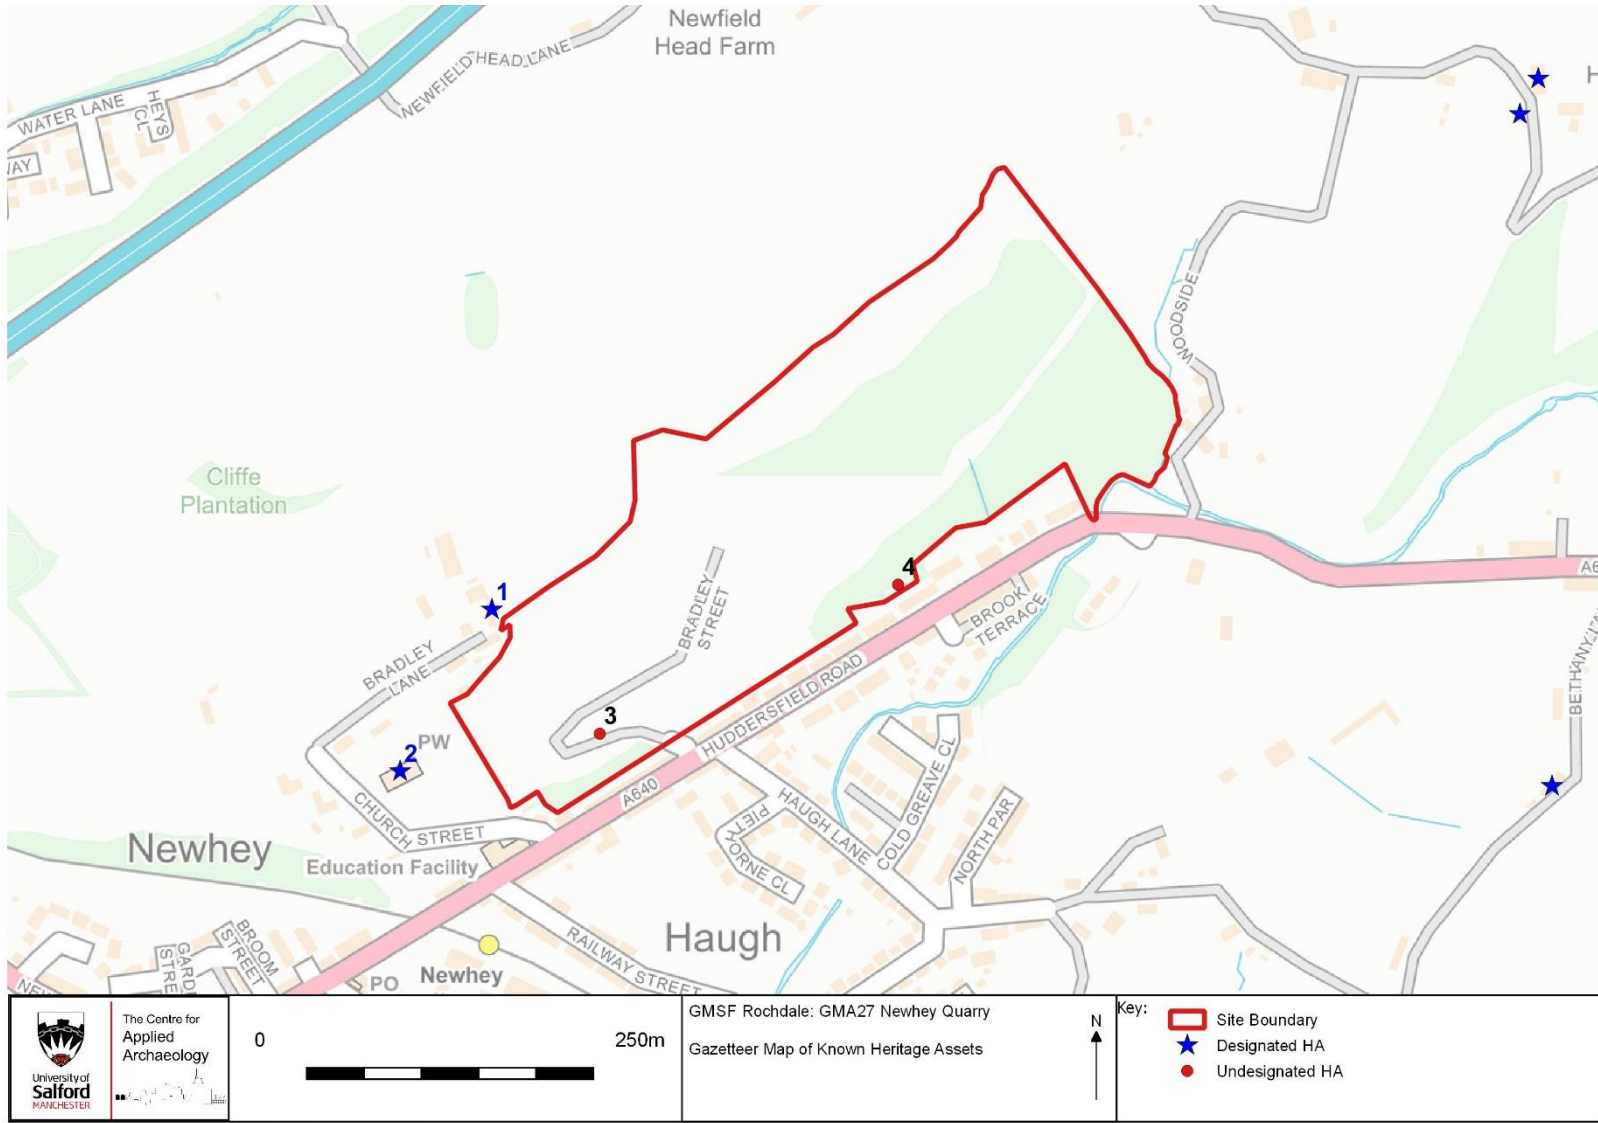 Newfield
Head Farm
NEWFIELD HEAD LANE
WATER LANE
HEYS
CL
WAY
H
WOODSIDE
Cliffe
Plantation
1
BRADLEY
LANE
BRADLEY
STREET
4
BROOK
TERRACE
A6
BETHANY LA
3
2
PW
HUDDERSFIELD ROAD
A640
CHURCH STREET
Newhey
Education Facility
HAUGH LANE
PIETHORNE CL
COLD GREAVE CL
NORTH PAR
Haugh
RAILWAY STREET
BROOM
STREET
GARD
STRE
NEW
PO
Newhey
The Centre for
Applied
Archaeology
University of
Salford
MANCHESTER
0
250m
GMSF Rochdale: GMA27 Newhey Quarry
Gazetteer Map of Known Heritage Assets
N
Key:
Site Boundary
Designated HA
Undesignated HA